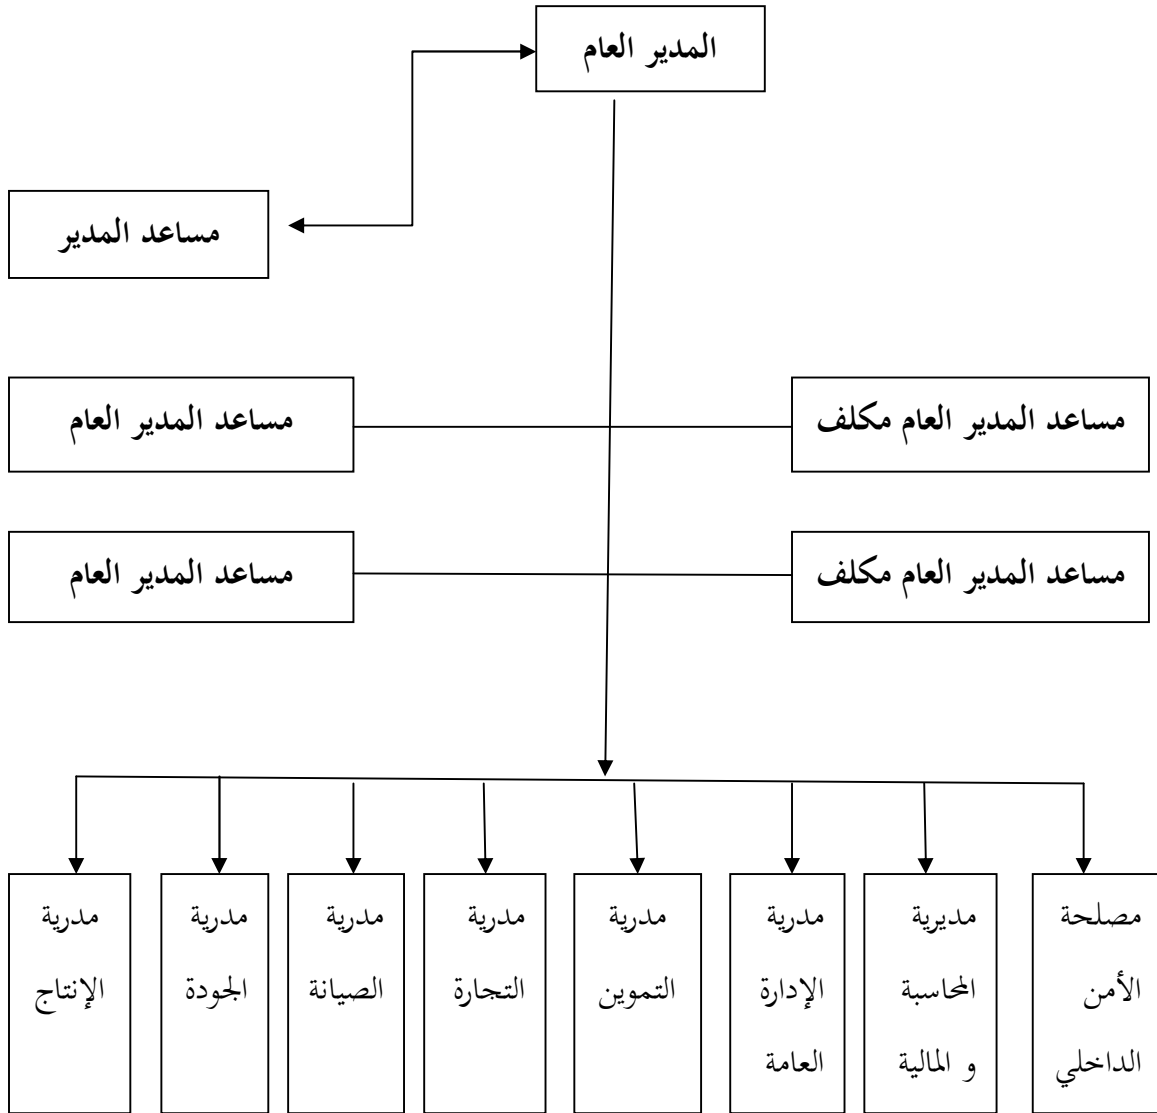 المدير العام
مساعد المدير
مساعد المدير العام مكلف
مساعد المدير العام
مساعد المدير العام مكلف
مساعد المدير العام
مصلحة
الأمن
الداخلي
مديرية
المحاسبة
و المالية
مدرية
الإدارة
العامة
مدرية
التموين
مدرية
التجارة
مدرية
الصيانة
مدرية
الجودة
مدرية
الإنتاج